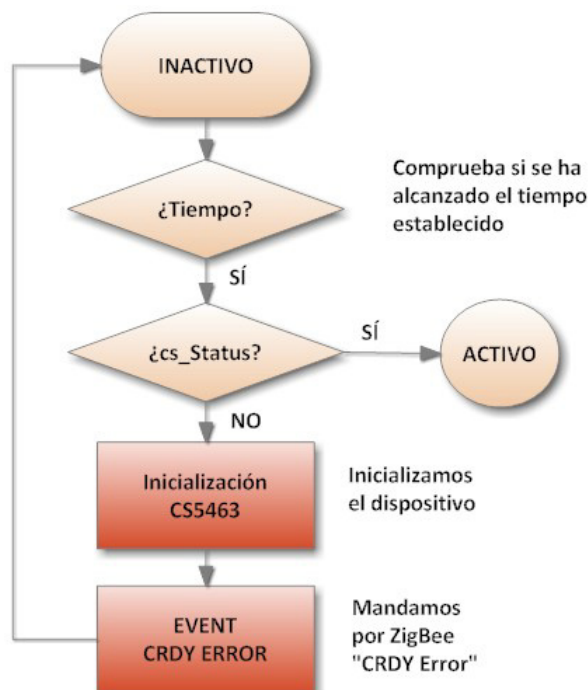 INACTIVO
¿Tiempo?
Comprueba si se ha
alcanzado el tiempo
establecido
SÍ
¿cs_Status?
SÍ
ACTIVO
NO
Inicialización
CS5463
Inicializamos
el dispositivo
EVENT
CRDY ERROR
Mandamos
por ZigBee
"CRDY Error"